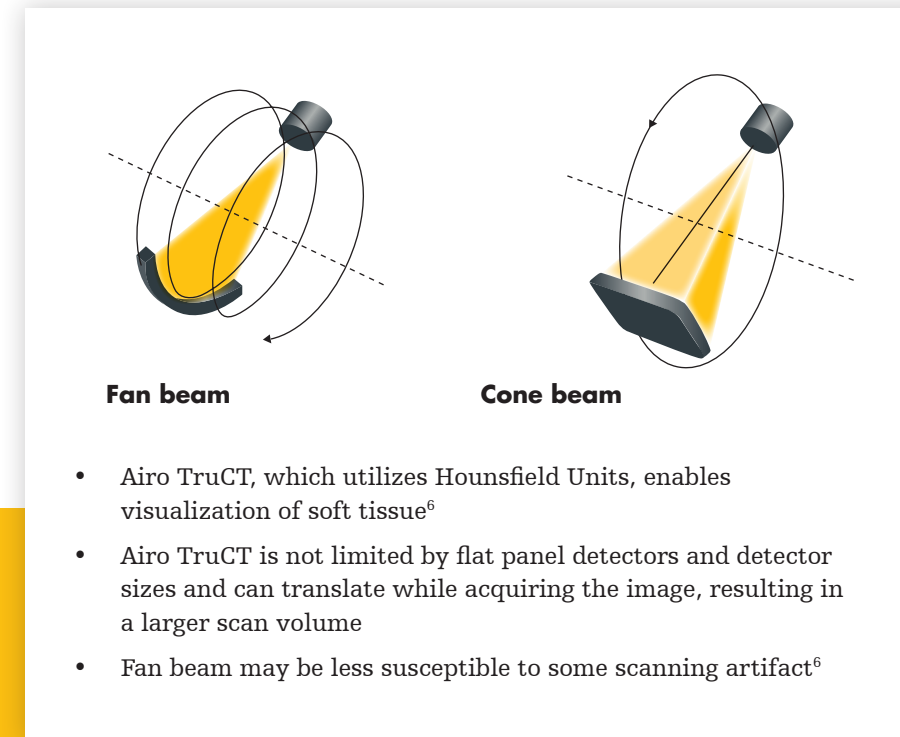 Fan beam
Cone beam
• Airo TruCT, which utilizes Hounsfield Units, enables
visualization of soft tissue⁶
• Airo TruCT is not limited by flat panel detectors and detector
sizes and can translate while acquiring the image, resulting in
a larger scan volume
• Fan beam may be less susceptible to some scanning artifact⁶